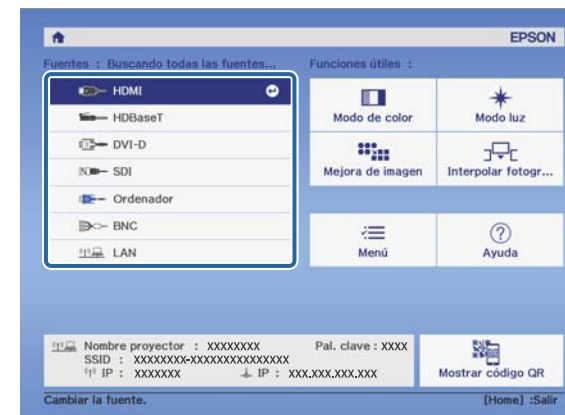 EPSON
Fuentes : Buscando todas las fuentes...
Funciones útiles :
HDMI
HDBaseT
DVI-D
SDI
Ordenador
BNC
LAN
Modo de color
Modo luz
Mejora de imagen
Interpolar fotogr...
Menú
Ayuda
Nombre proyector : XXXXXXXX Pal. clave : XXXX
SSID : XXXXXXXX-XXXXXXXXXXXXXXX
IP : XXXXXXX IP : XXX.XXX.XXX.XXX
Mostrar código QR
Cambiar la fuente. [Home] :Salir